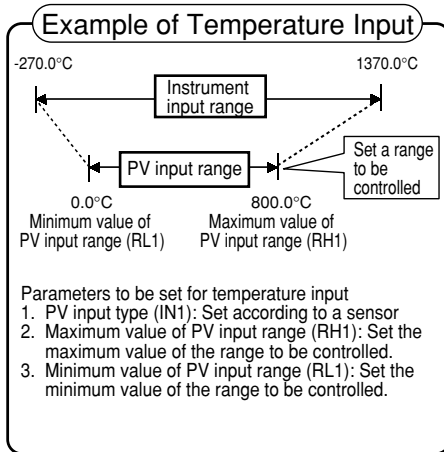 Example of Temperature Input
-270.0°C 1370.0°C
Instrument
input range
PV input range
Set a range
to be
controlled
0.0°C 800.0°C
Minimum value of Maximum value of
PV input range (RL1) PV input range (RH1)
Parameters to be set for temperature input
1. PV input type (IN1): Set according to a sensor
2. Maximum value of PV input range (RH1): Set the
maximum value of the range to be controlled.
3. Minimum value of PV input range (RL1): Set the
minimum value of the range to be controlled.